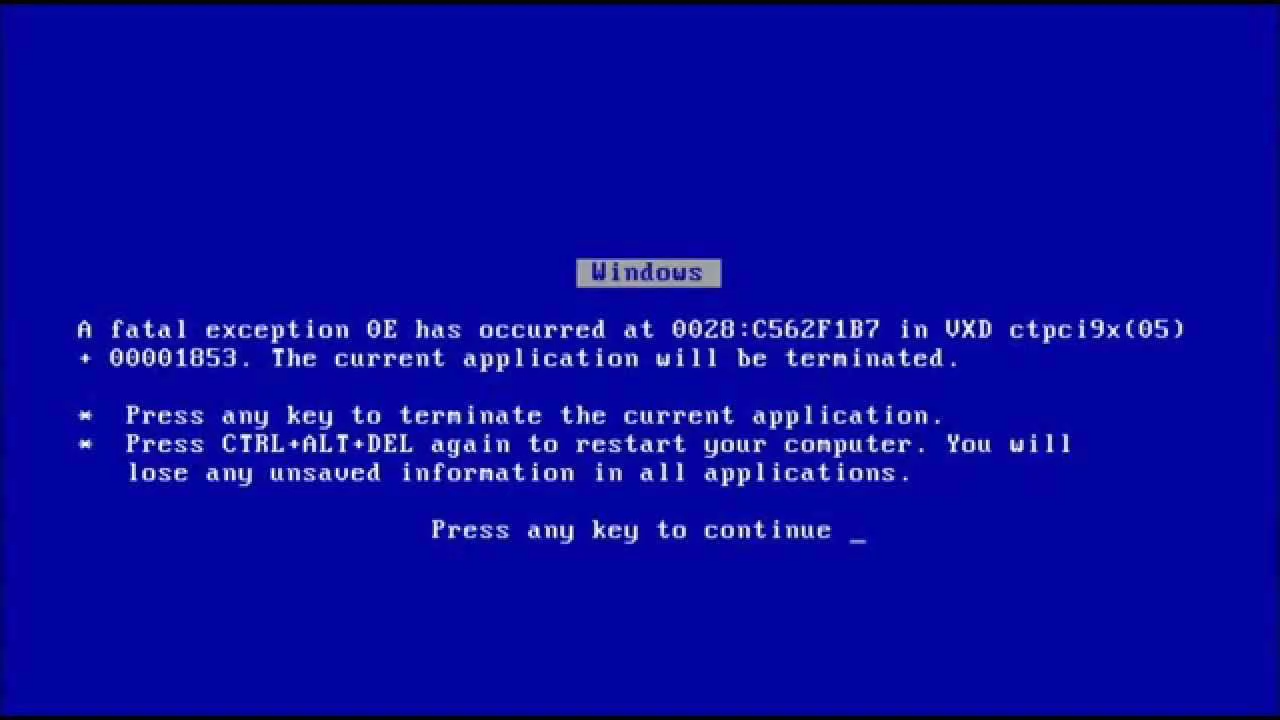 Windows
A fatal exception 0E has occurred at 0028:C562F1B7 in VXD ctpci9x(05)
+ 00001853. The current application will be terminated.
* Press any key to terminate the current application.
* Press CTRL+ALT+DEL again to restart your computer. You will
lose any unsaved information in all applications.
Press any key to continue _